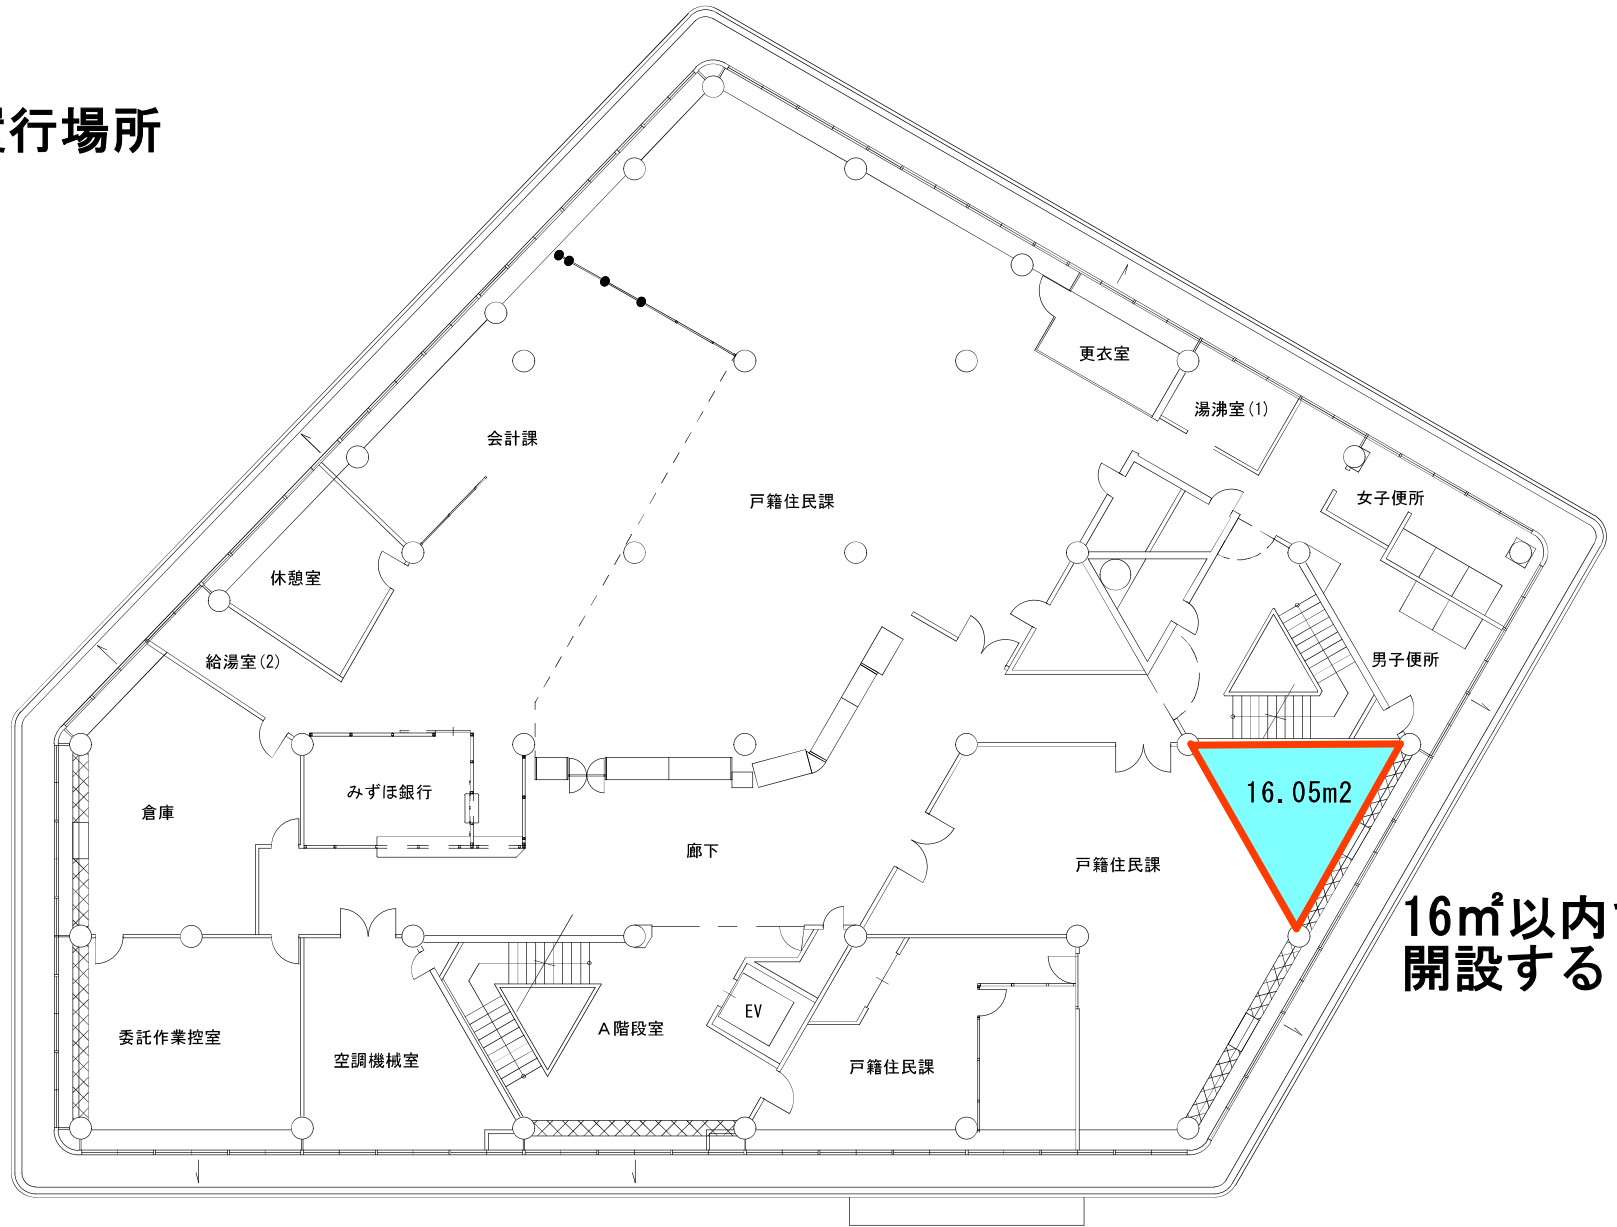 行場所
更衣室
湯沸室(1)
会計課
戸籍住民課
女子便所
休憩室
給湯室(2)
男子便所
みずほ銀行
16.05m2
倉庫
廊下
戸籍住民課
16㎡以内
開設する
EV
A階段室
委託作業控室
空調機械室
戸籍住民課